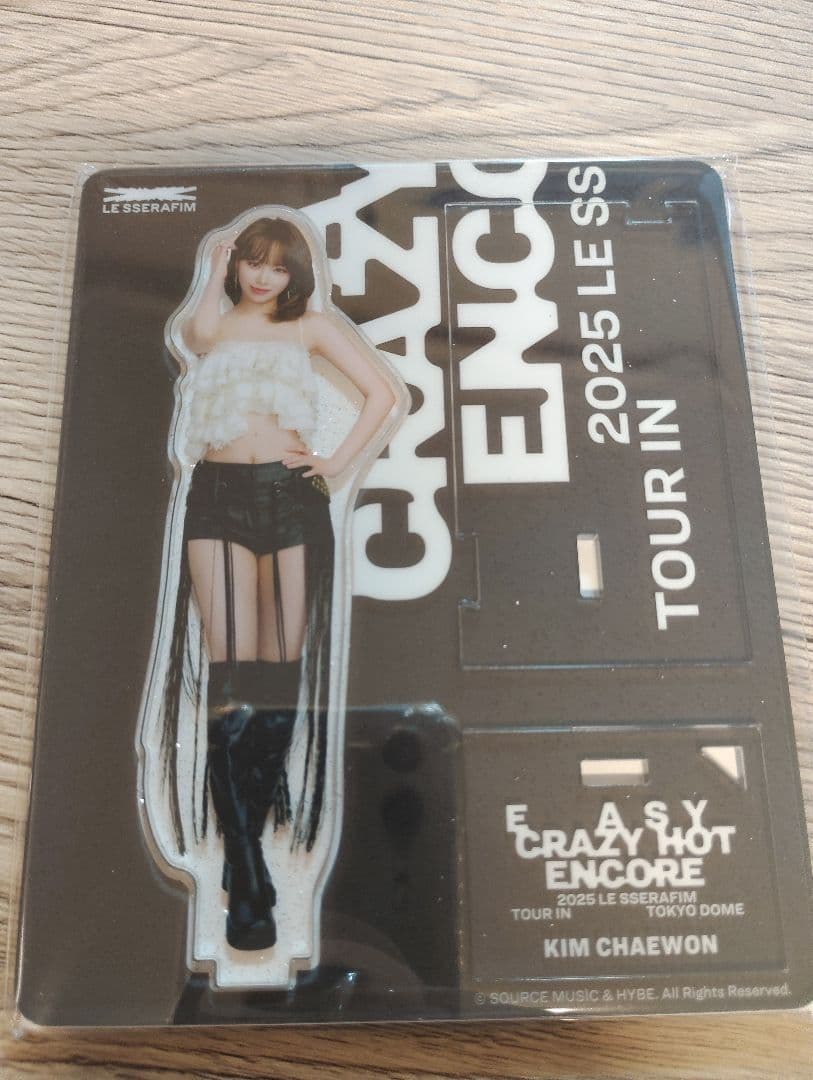 LE SSERAFIM
CRAZY
ENCO
2025 LE SS
TOUR IN
EASY
CRAZY HOT
ENCORE
2025 LE SSERAFIM
TOUR IN TOKYO DOME
KIM CHAEWON
© SOURCE MUSIC & HYBE. All Rights Reserved.